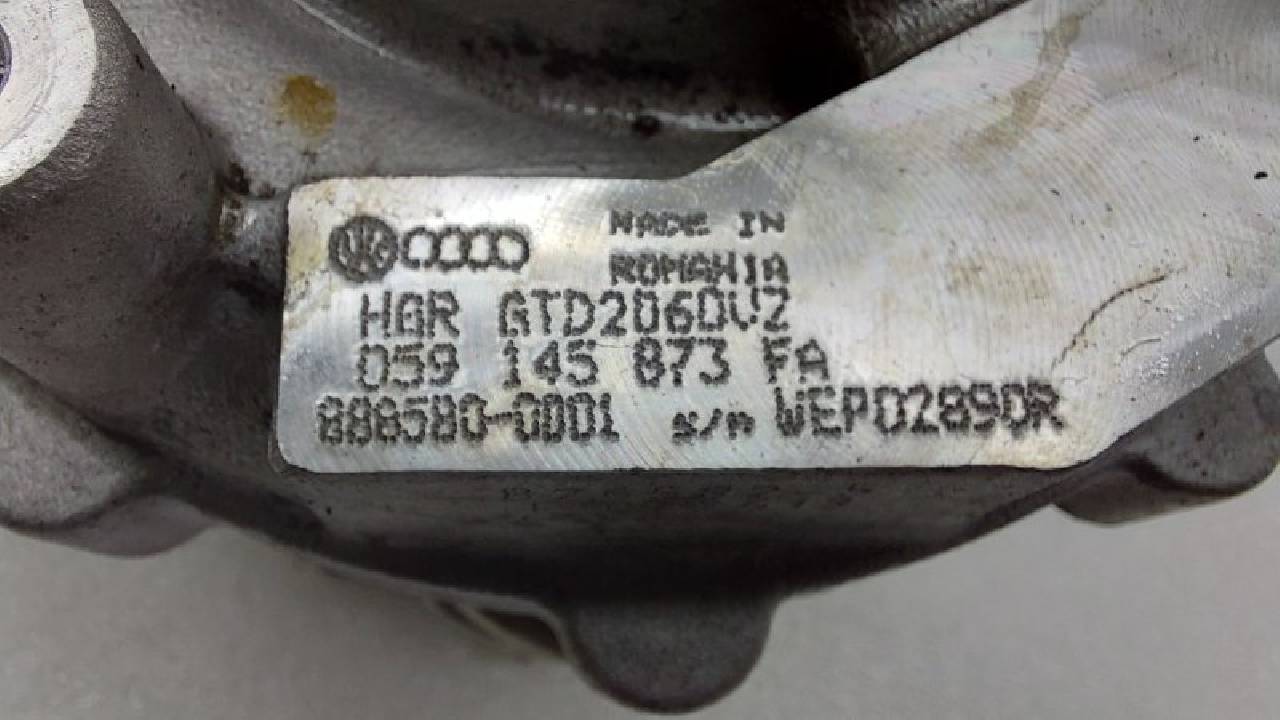 MADE IN
ROMANIA
HGR GTD2060VZ
059 145 873 FA
888580-0001 s/n WEP02890R